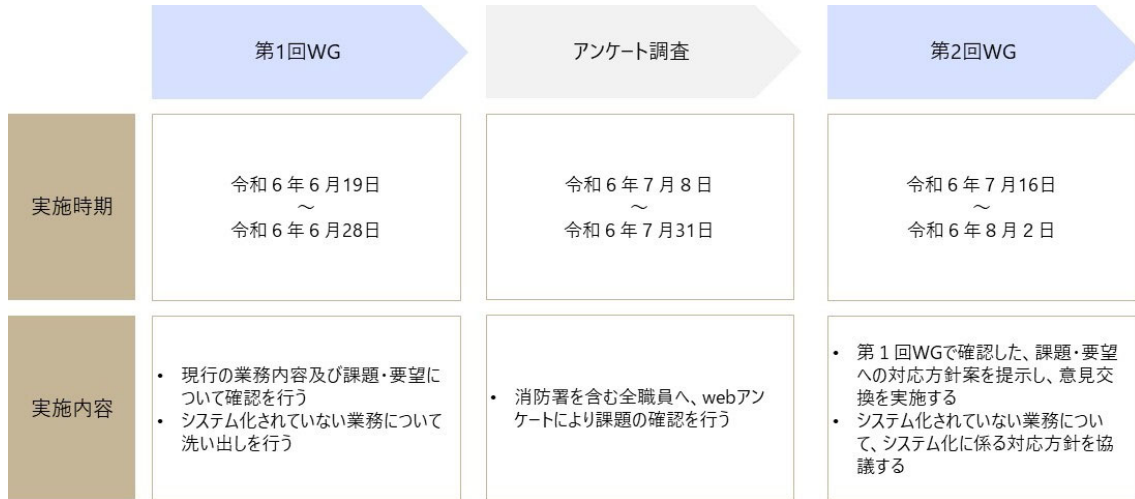 第1回WG
アンケート調査
第2回WG
実施時期
令和６年６月19日
～
令和６年６月28日
令和６年７月８日
～
令和６年７月31日
令和６年７月16日
～
令和６年８月２日
実施内容
• 現行の業務内容及び課題・要望に
ついて確認を行う
• システム化されていない業務について
洗い出しを行う
• 消防署を含む全職員へ、webアン
ケートにより課題の確認を行う
• 第１回WGで確認した、課題・要望
への対応方針案を提示し、意見交
換を実施する
• システム化されていない業務につい
て、システム化に係る対応方針を協
議する